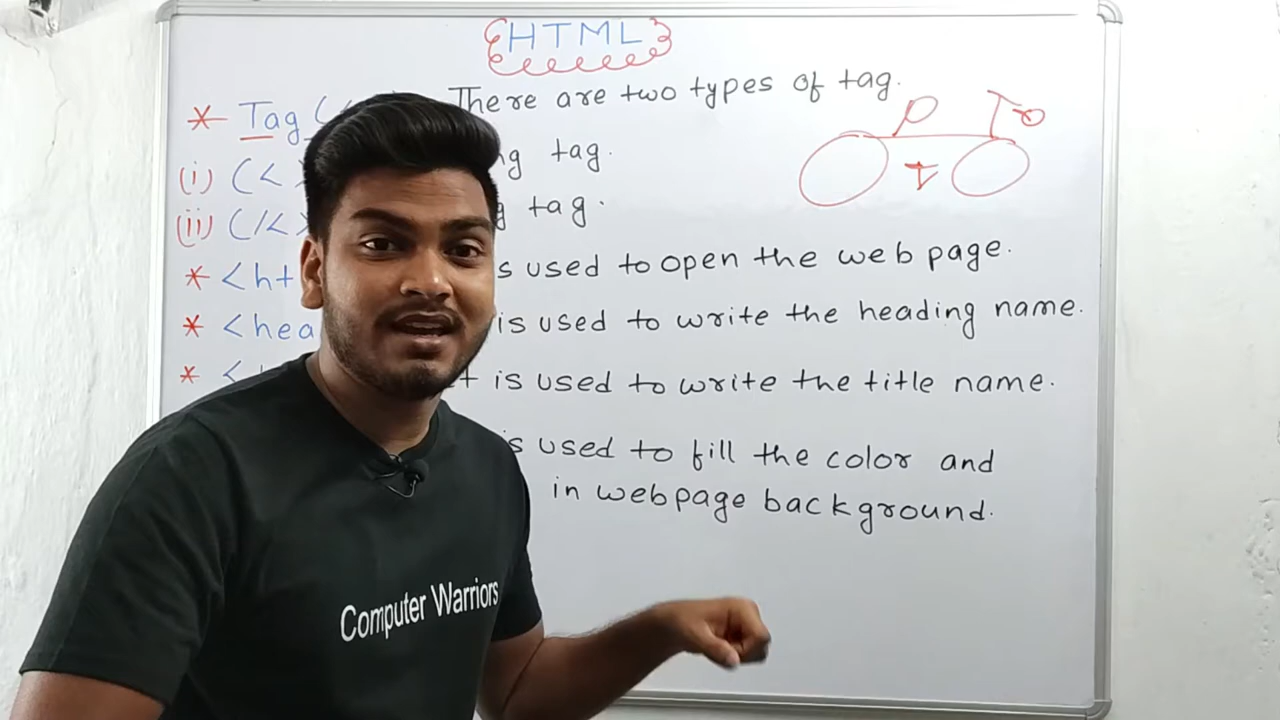 HTML
* Tag ( There are two types of tag.
(i) (< tag.
(ii) (/< tag.
* <ht is used to open the web page.
* <hea is used to write the heading name.
* < is used to write the title name.
is used to fill the color and
in webpage background.
Computer Warriors